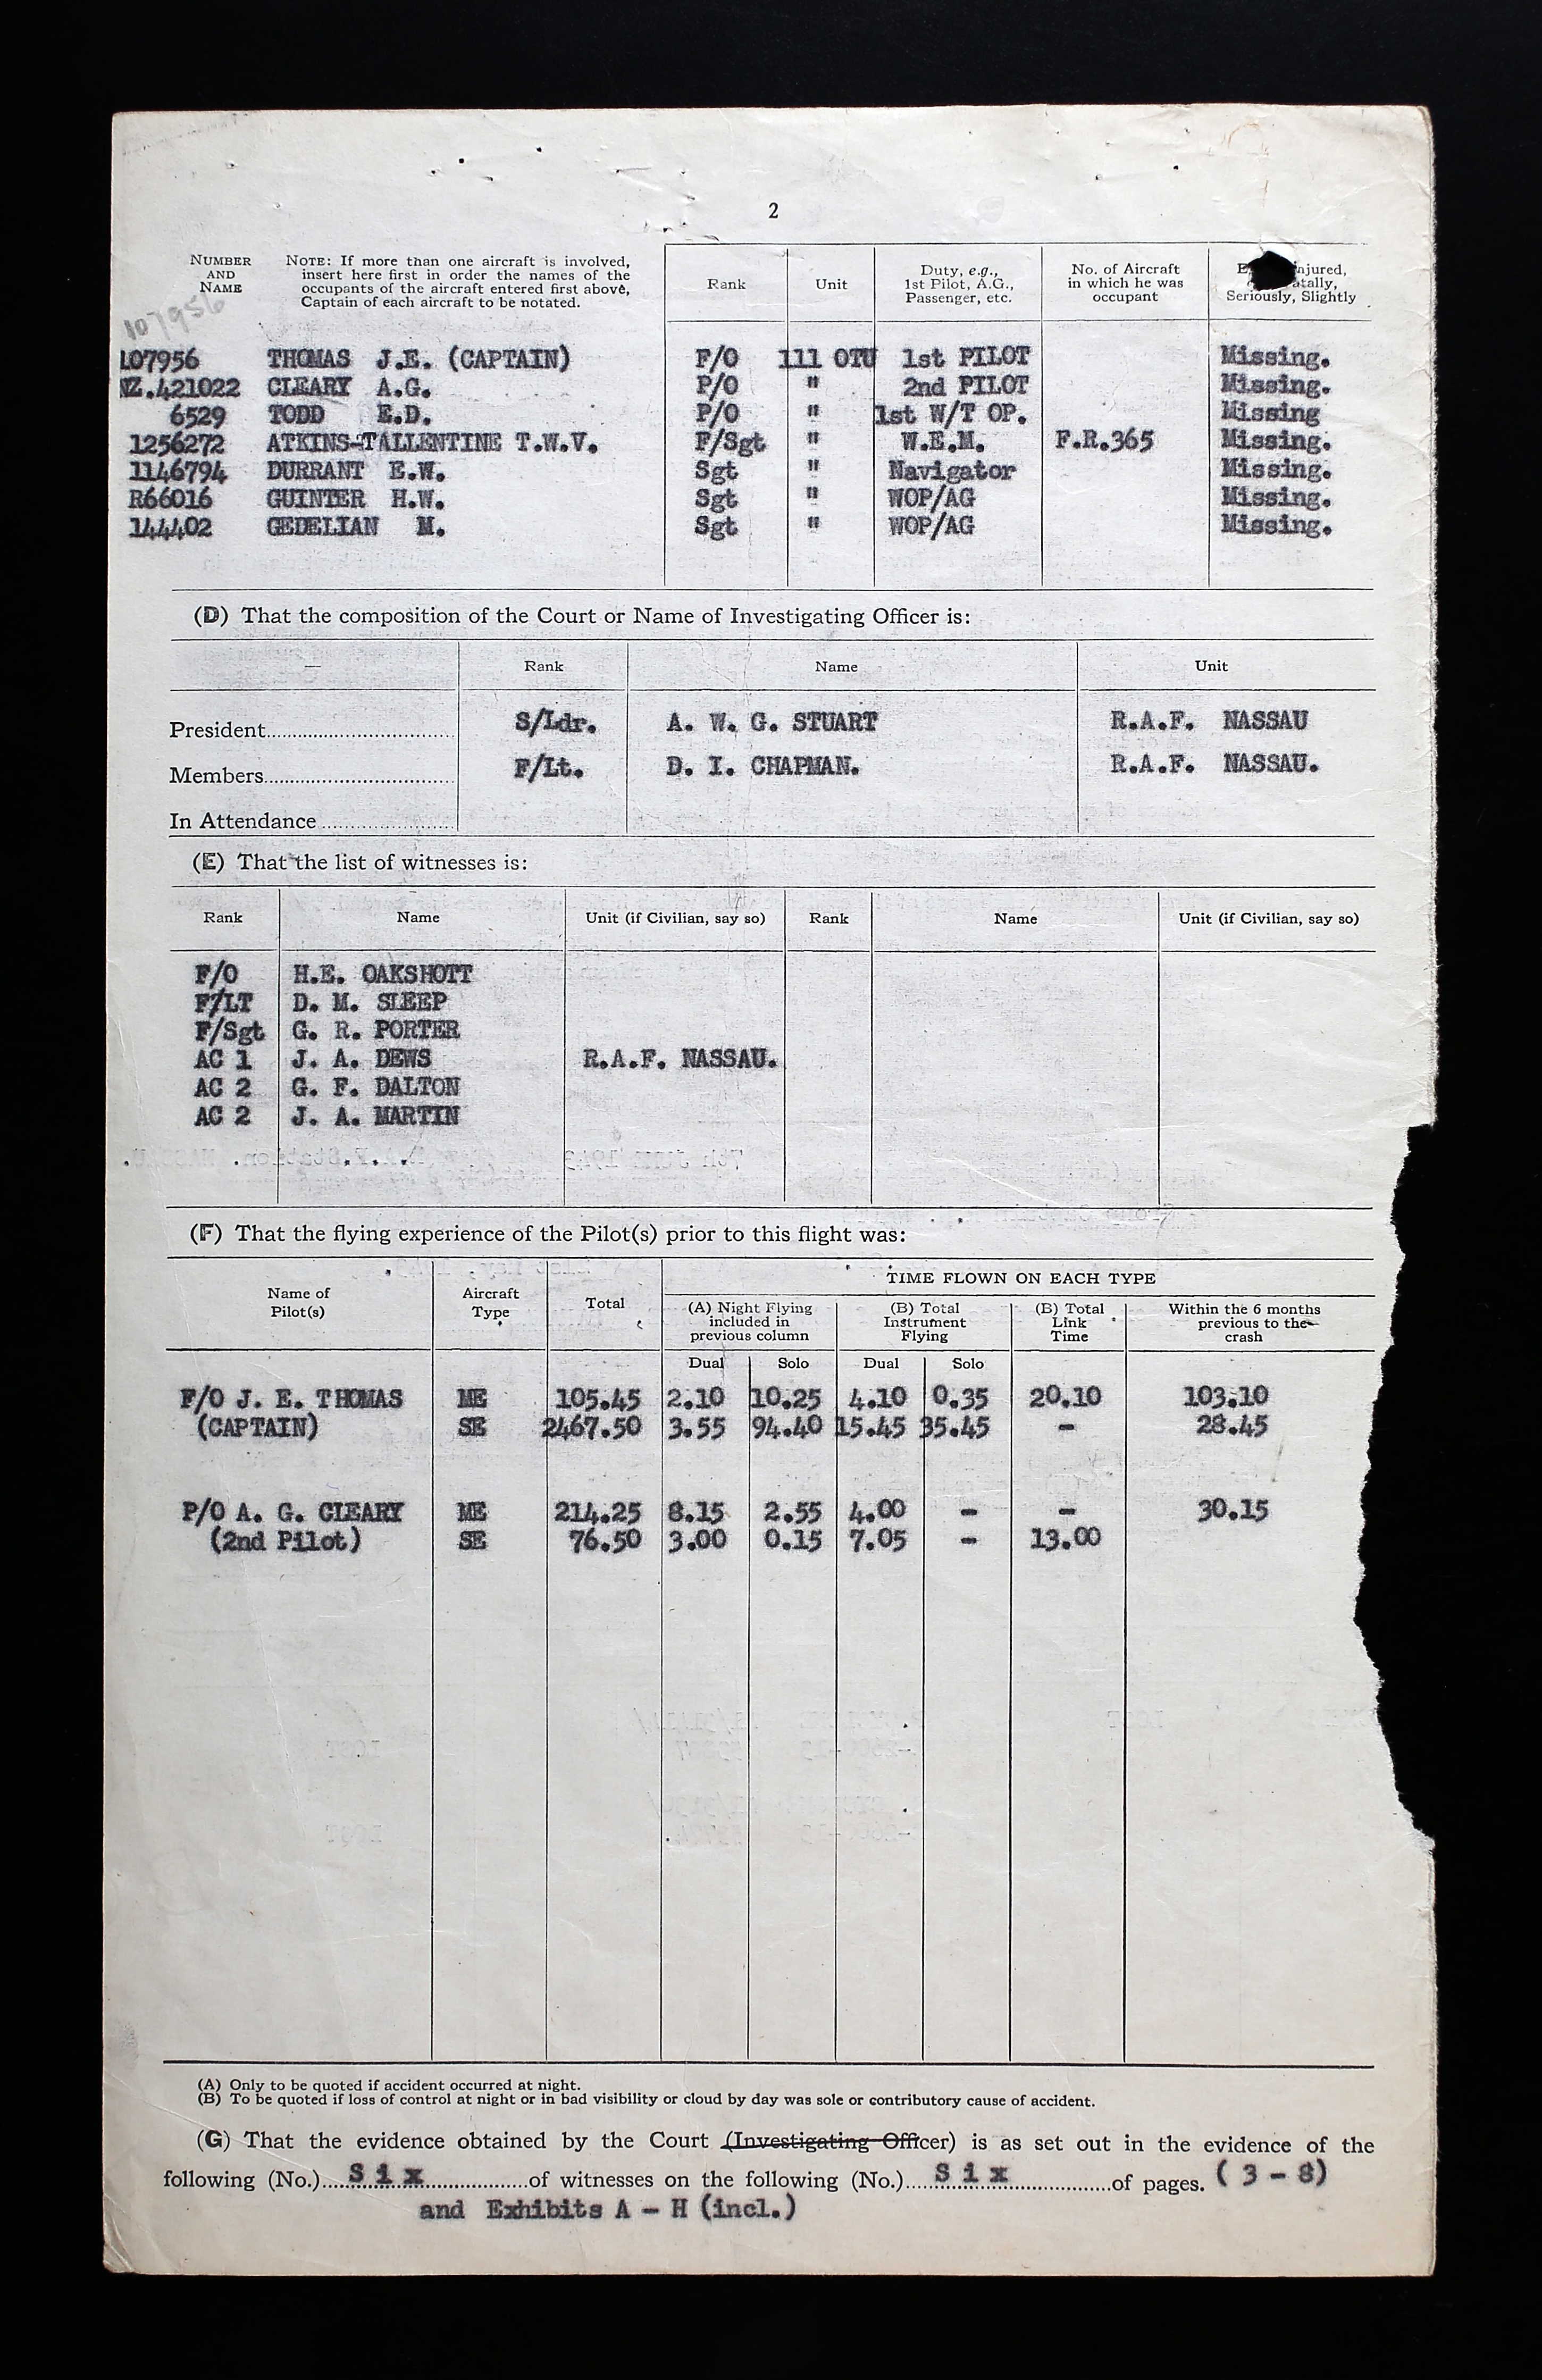 2
NUMBER AND NAME
NOTE: If more than one aircraft is involved, insert here first in order the names of the occupants of the aircraft entered first above, Captain of each aircraft to be notated.
Rank Unit Duty, e.g., 1st Pilot, A.G., Passenger, etc. No. of Aircraft in which he was occupant Seriously, Slightly
107956
107956 THOMAS J.E. (CAPTAIN) F/O 111 OTU 1st PILOT Missing.
NZ.421022 CLEARY A.G. P/O " 2nd PILOT Missing.
6529 TODD E.D. P/O " 1st W/T OP. Missing
1256272 ATKINS-TALLENTINE T.W.V. F/Sgt " W.E.M. F.R.365 Missing.
1146794 DURRANT E.W. Sgt " Navigator Missing.
R66016 GUINTER H.W. Sgt " WOP/AG Missing.
144402 GEDELIAN M. Sgt " WOP/AG Missing.
(D) That the composition of the Court or Name of Investigating Officer is:
— Rank Name Unit
President S/Ldr. A. W. G. STUART R.A.F. NASSAU
Members F/Lt. D. I. CHAPMAN. R.A.F. NASSAU.
In Attendance
(E) That the list of witnesses is:
Rank Name Unit (if Civilian, say so) Rank Name Unit (if Civilian, say so)
F/O H.E. OAKSHOTT
F/LT D. M. SLEEP
F/Sgt G. R. PORTER
AC 1 J. A. DEWS R.A.F. NASSAU.
AC 2 G. F. DALTON
AC 2 J. A. MARTIN
(F) That the flying experience of the Pilot(s) prior to this flight was:
TIME FLOWN ON EACH TYPE
Name of Pilot(s) Aircraft Type Total (A) Night Flying included in previous column (B) Total Instrument Flying (B) Total Link Time Within the 6 months previous to the crash
Dual Solo Dual Solo
F/O J. E. THOMAS ME 105.45 2.10 10.25 4.10 0.35 20.10 103.10
(CAPTAIN) SE 2467.50 3.55 94.40 15.45 35.45 - 28.45
P/O A. G. CLEARY ME 214.25 8.15 2.55 4.00 - - 30.15
(2nd Pilot) SE 76.50 3.00 0.15 7.05 - 13.00
(A) Only to be quoted if accident occurred at night.
(B) To be quoted if loss of control at night or in bad visibility or cloud by day was sole or contributory cause of accident.
(G) That the evidence obtained by the Court (Investigating Officer) is as set out in the evidence of the
following (No.) Six of witnesses on the following (No.) Six of pages. (3 - 8)
and Exhibits A - H (incl.)